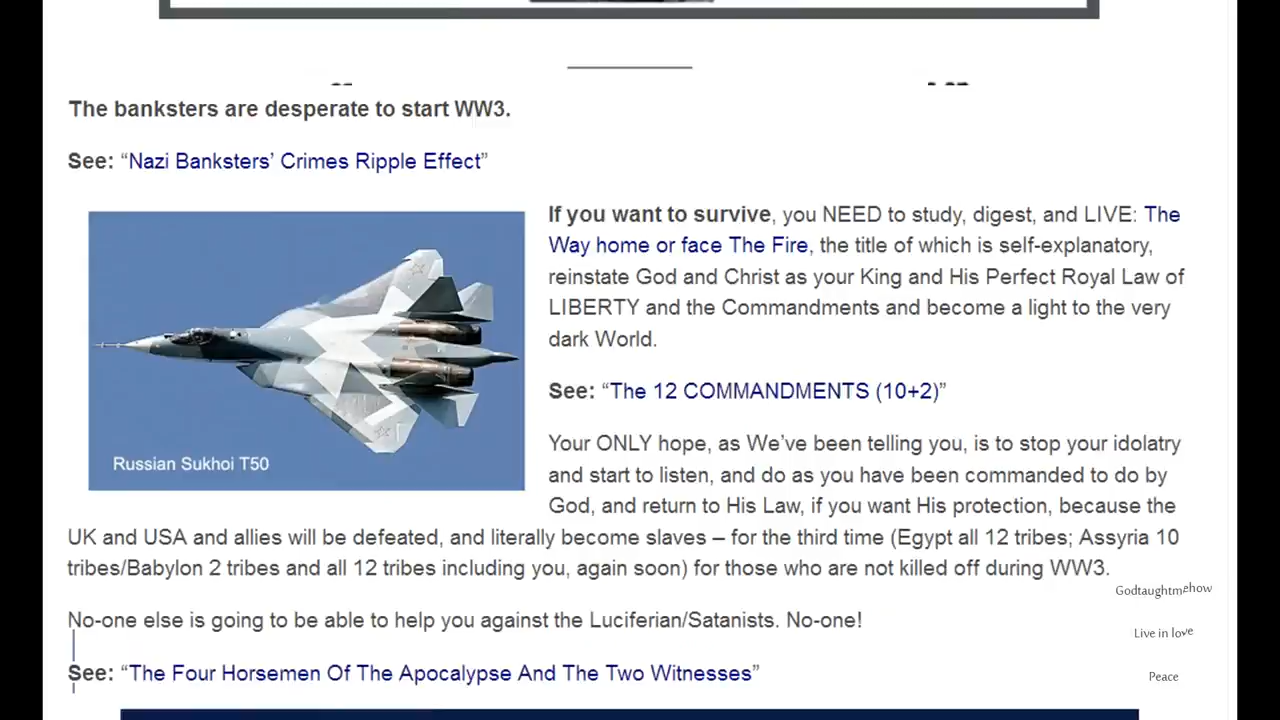 The banksters are desperate to start WW3.
See: “Nazi Banksters’ Crimes Ripple Effect”
If you want to survive, you NEED to study, digest, and LIVE: The
Way home or face The Fire, the title of which is self-explanatory,
reinstate God and Christ as your King and His Perfect Royal Law of
LIBERTY and the Commandments and become a light to the very
dark World.
See: “The 12 COMMANDMENTS (10+2)”
Your ONLY hope, as We’ve been telling you, is to stop your idolatry
and start to listen, and do as you have been commanded to do by
God, and return to His Law, if you want His protection, because the
UK and USA and allies will be defeated, and literally become slaves – for the third time (Egypt all 12 tribes; Assyria 10
tribes/Babylon 2 tribes and all 12 tribes including you, again soon) for those who are not killed off during WW3.
No-one else is going to be able to help you against the Luciferian/Satanists. No-one!
See: “The Four Horsemen Of The Apocalypse And The Two Witnesses”
Russian Sukhoi T50
Godtaughtmehow
Live in love
Peace